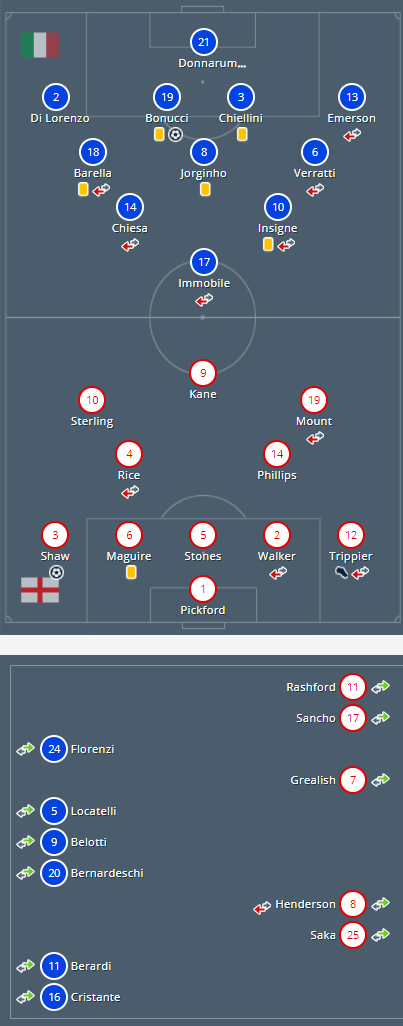 21
Donnarum...
2 19 3 13
Di Lorenzo Bonucci Chiellini Emerson
18 8 6
Barella Jorginho Verratti
14 10
Chiesa Insigne
17
Immobile
9
Kane
10 19
Sterling Mount
4 14
Rice Phillips
3 6 5 2 12
Shaw Maguire Stones Walker Trippier
1
Pickford
Rashford 11
Sancho 17
24 Florenzi
Grealish 7
5 Locatelli
9 Belotti
20 Bernardeschi
Henderson 8
Saka 25
11 Berardi
16 Cristante